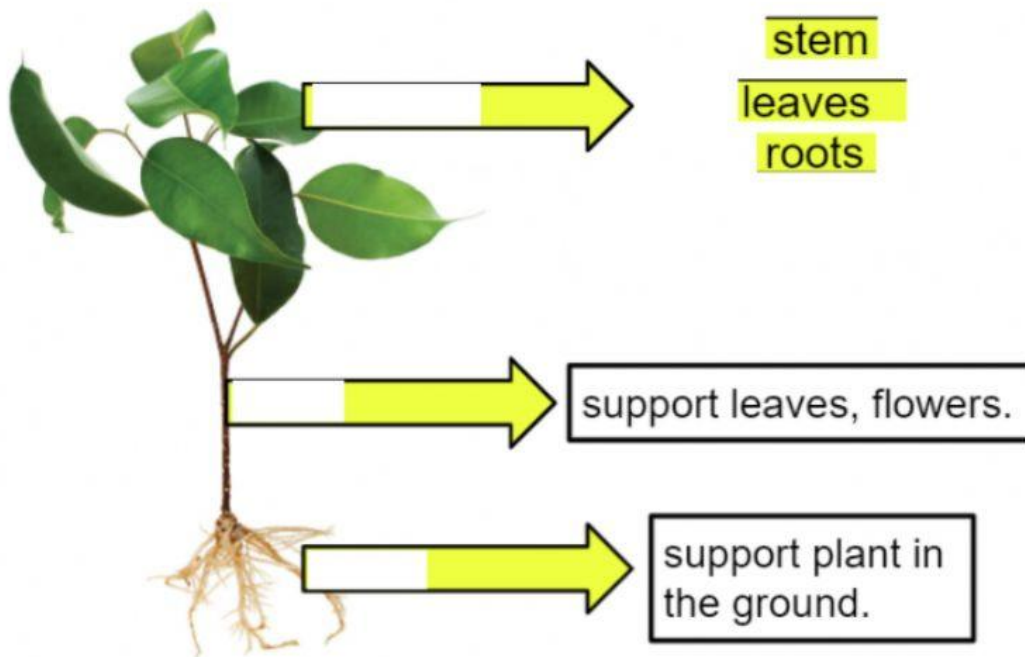 stem
leaves
roots
support leaves, flowers.
support plant in
the ground.